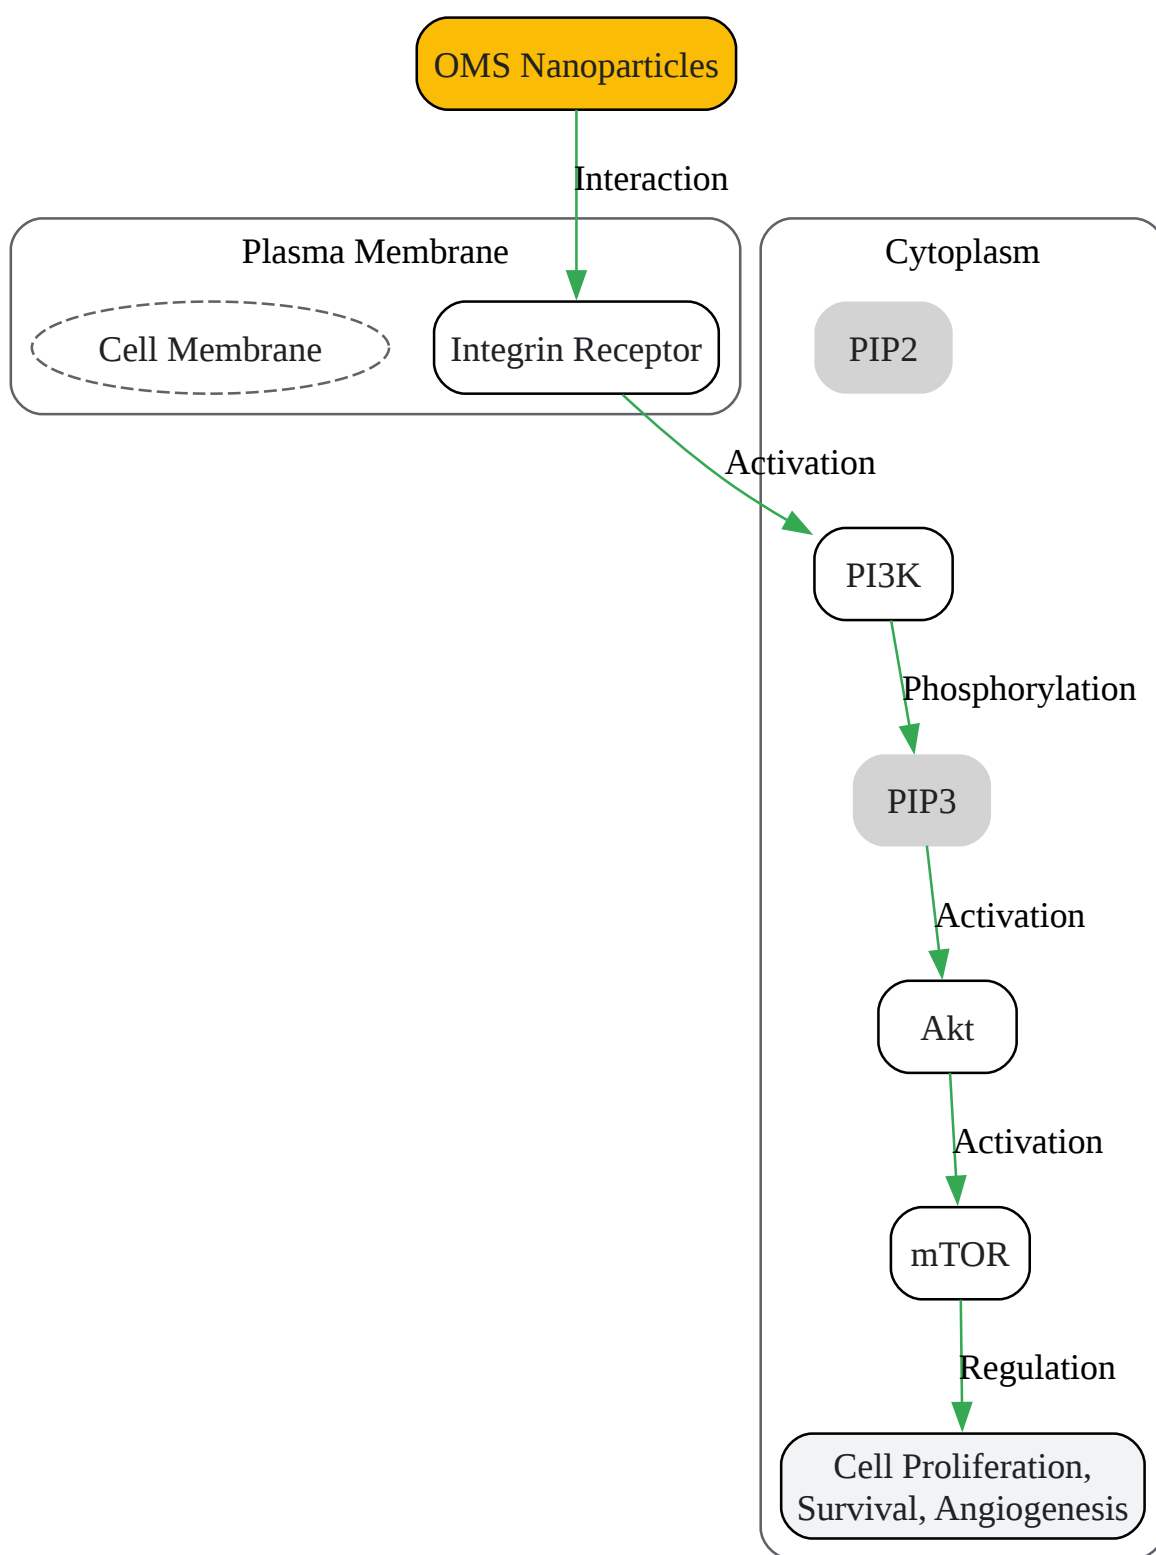 OMS Nanoparticles
Interaction
Plasma Membrane
Cytoplasm
Cell Membrane
Integrin Receptor
PIP2
Activation
PI3K
Phosphorylation
PIP3
Activation
Akt
Activation
mTOR
Regulation
Cell Proliferation,
Survival, Angiogenesis